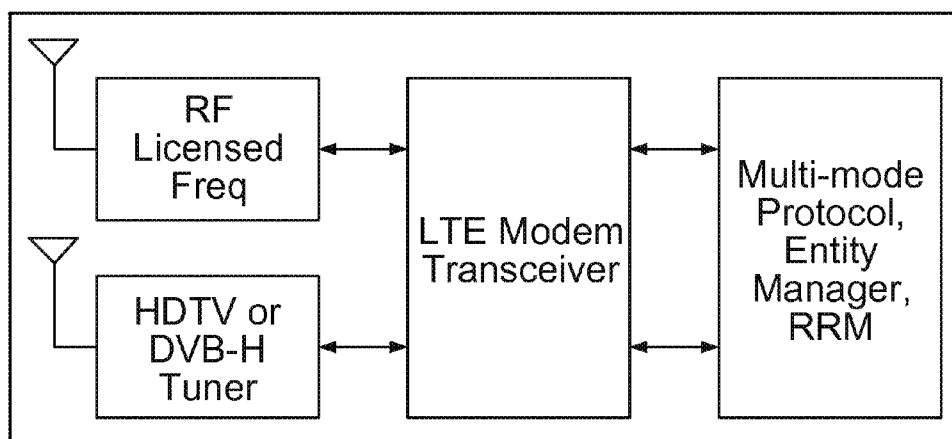 RF
Licensed
Freq
HDTV or
DVB-H
Tuner
LTE Modem
Transceiver
Multi-mode
Protocol,
Entity
Manager,
RRM